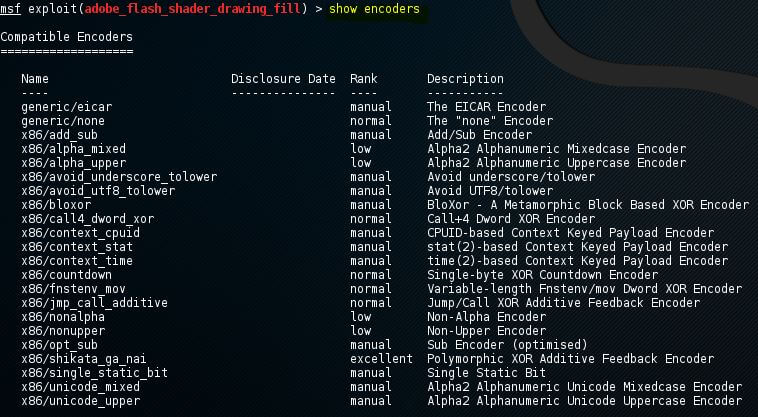 msf exploit(adobe_flash_shader_drawing_fill) > show encoders
Compatible Encoders
===================
Name Disclosure Date Rank Description
---- --------------- ---- -----------
generic/eicar manual The EICAR Encoder
generic/none normal The "none" Encoder
x86/add_sub manual Add/Sub Encoder
x86/alpha_mixed low Alpha2 Alphanumeric Mixedcase Encoder
x86/alpha_upper low Alpha2 Alphanumeric Uppercase Encoder
x86/avoid_underscore_tolower manual Avoid underscore/tolower
x86/avoid_utf8_tolower manual Avoid UTF8/tolower
x86/bloxor manual BloXor - A Metamorphic Block Based XOR Encoder
x86/call4_dword_xor normal Call+4 Dword XOR Encoder
x86/context_cpuid manual CPUID-based Context Keyed Payload Encoder
x86/context_stat manual stat(2)-based Context Keyed Payload Encoder
x86/context_time manual time(2)-based Context Keyed Payload Encoder
x86/countdown normal Single-byte XOR Countdown Encoder
x86/fnstenv_mov normal Variable-length Fnstenv/mov Dword XOR Encoder
x86/jmp_call_additive normal Jump/Call XOR Additive Feedback Encoder
x86/nonalpha low Non-Alpha Encoder
x86/nonupper low Non-Upper Encoder
x86/opt_sub manual Sub Encoder (optimised)
x86/shikata_ga_nai excellent Polymorphic XOR Additive Feedback Encoder
x86/single_static_bit manual Single Static Bit
x86/unicode_mixed manual Alpha2 Alphanumeric Unicode Mixedcase Encoder
x86/unicode_upper manual Alpha2 Alphanumeric Unicode Uppercase Encoder